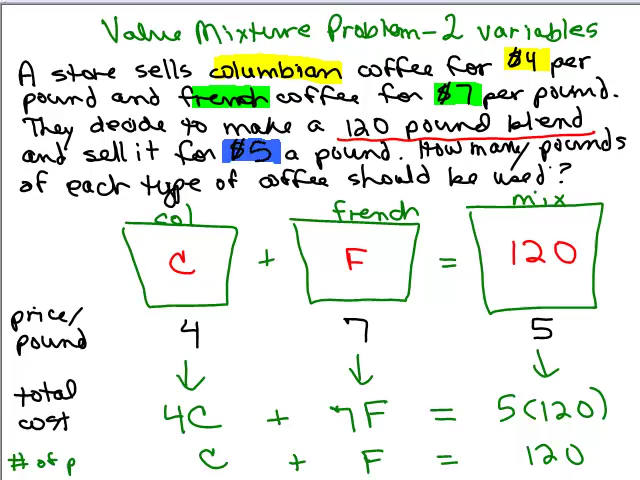 Value Mixture Problem - 2 variables
A store sells columbian coffee for $4 per
pound and french coffee for $7 per pound.
They decide to make a 120 pound blend
and sell it for $5 a pound. How many pounds
of each type of coffee should be used?
col french mix
C + F = 120
price/
pound 4 7 5
total
cost 4C + 7F = 5(120)
# of p C + F = 120